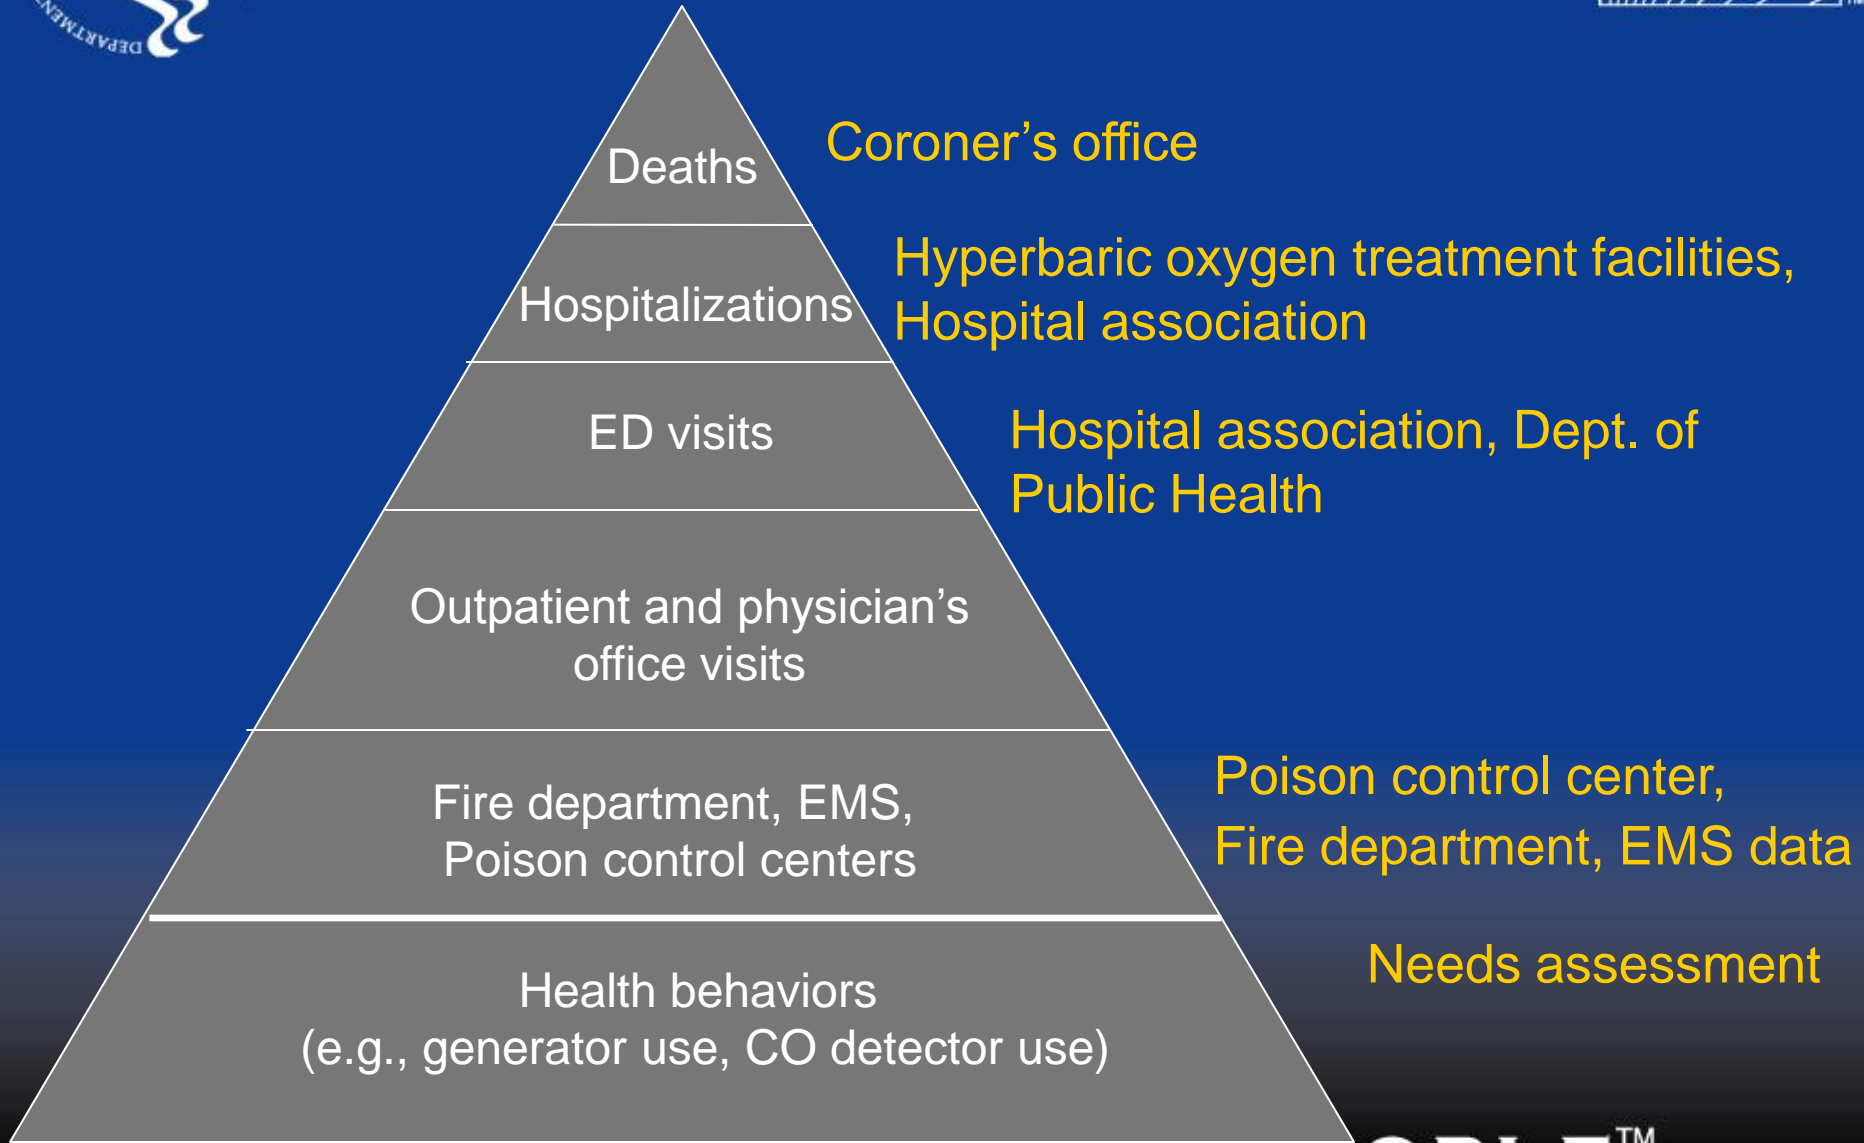 DEPARTMENT
Deaths
Coroner’s office
Hospitalizations
Hyperbaric oxygen treatment facilities,
Hospital association
ED visits
Hospital association, Dept. of
Public Health
Outpatient and physician’s
office visits
Fire department, EMS,
Poison control centers
Poison control center,
Fire department, EMS data
Needs assessment
Health behaviors
(e.g., generator use, CO detector use)
TM